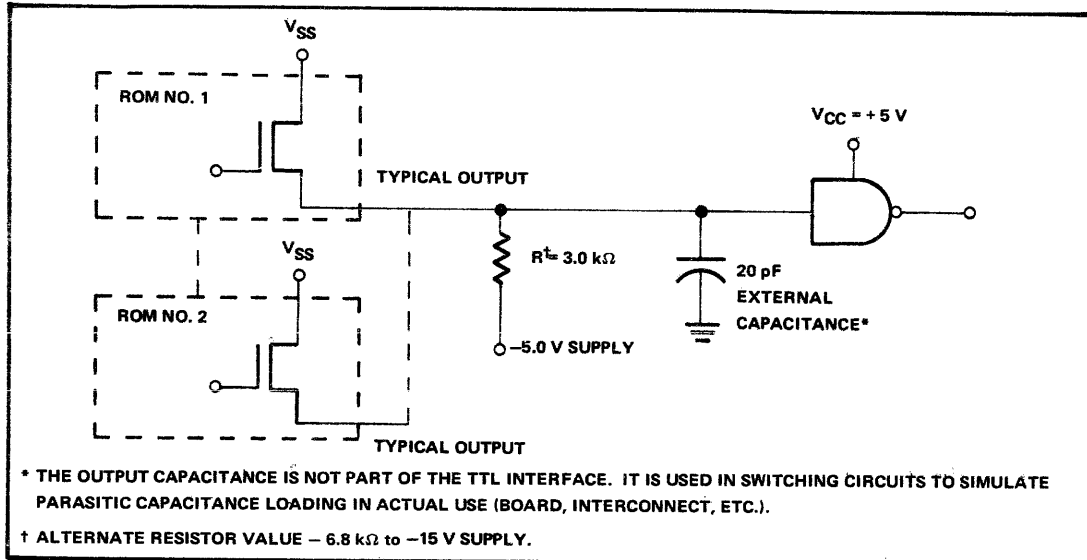 VSS
ROM NO. 1
VCC = +5 V
TYPICAL OUTPUT
VSS
R†= 3.0 kΩ
20 pF
EXTERNAL
CAPACITANCE*
ROM NO. 2
–5.0 V SUPPLY
TYPICAL OUTPUT
* THE OUTPUT CAPACITANCE IS NOT PART OF THE TTL INTERFACE. IT IS USED IN SWITCHING CIRCUITS TO SIMULATE
PARASITIC CAPACITANCE LOADING IN ACTUAL USE (BOARD, INTERCONNECT, ETC.).
† ALTERNATE RESISTOR VALUE – 6.8 kΩ to –15 V SUPPLY.